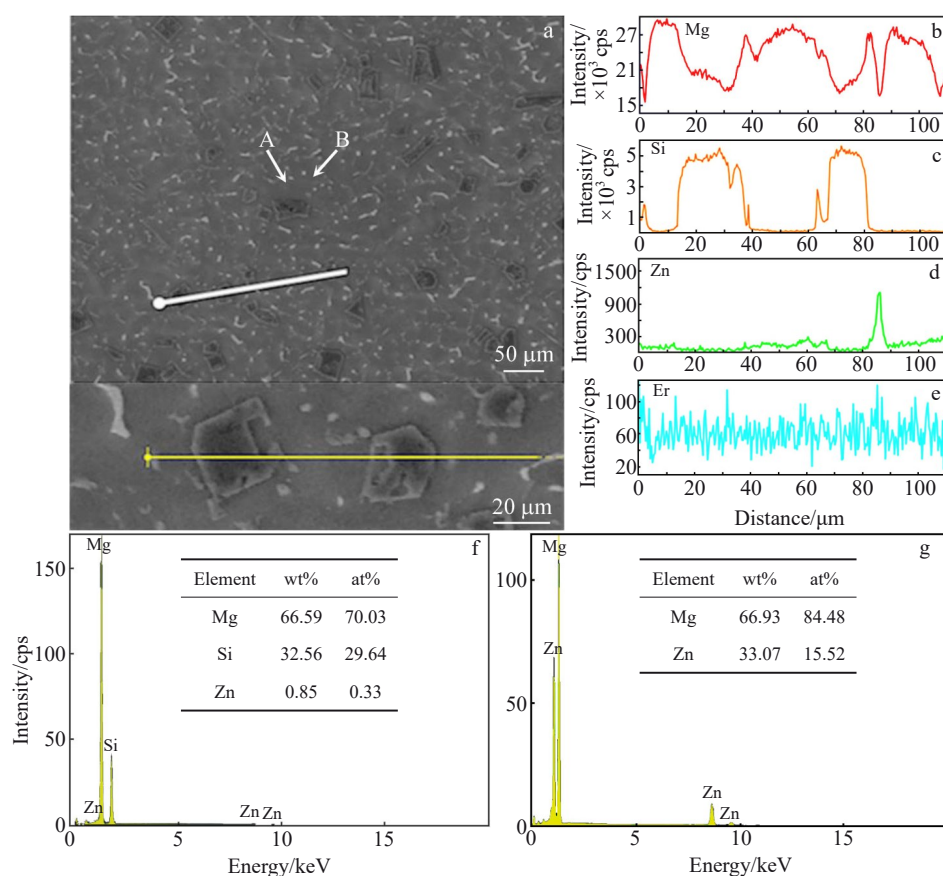 a
A B
50 μm
20 μm
Intensity/
×10³ cps
27
21
15
Mg
b
0 20 40 60 80 100
Intensity/
×10³ cps
5
3
1
Si
c
0 20 40 60 80 100
Intensity/cps
1500
900
300
Zn
d
0 20 40 60 80 100
Intensity/cps
100
60
20
Er
e
0 20 40 60 80 100
Distance/μm
Intensity/cps
150
100
50
0
Mg
f
Element wt% at%
Mg 66.59 70.03
Si 32.56 29.64
Zn 0.85 0.33
Si
Zn
Zn Zn
0 5 10 15
Energy/keV
100
50
0
Mg
g
Element wt% at%
Mg 66.93 84.48
Zn 33.07 15.52
Zn
Zn
Zn
0 5 10 15
Energy/keV